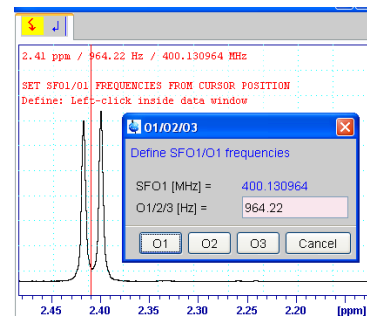 2.41 ppm / 964.22 Hz / 400.130964 MHz
SET SFO1/O1 FREQUENCIES FROM CURSOR POSITION
Define: Left-click inside data window
O1/O2/O3
Define SFO1/O1 frequencies
SFO1 [MHz] = 400.130964
O1/2/3 [Hz] = 964.22
O1 O2 O3 Cancel
2.45 2.40 2.35 2.30 2.25 2.20 [ppm]